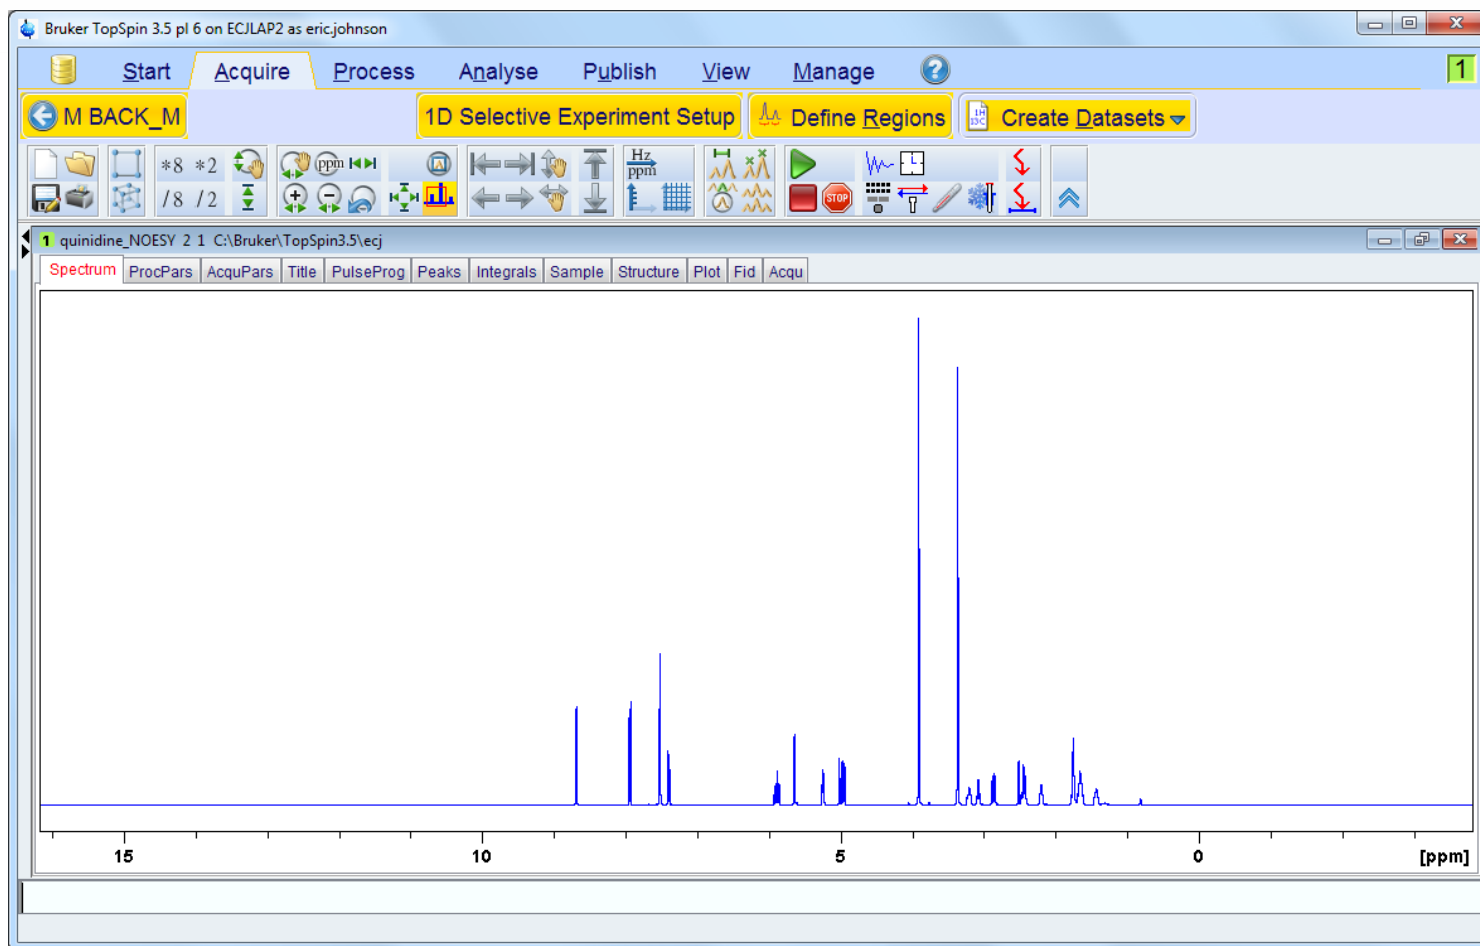 Bruker TopSpin 3.5 pl 6 on ECJLAP2 as eric.johnson
Start Acquire Process Analyse Publish View Manage ? 1
M BACK_M 1D Selective Experiment Setup Define Regions 1H 13C Create Datasets
*8 *2 ppm Hz ppm
/8 /2 STOP
1 quinidine_NOESY 2 1 C:\Bruker\TopSpin3.5\ecj
Spectrum ProcPars AcquPars Title PulseProg Peaks Integrals Sample Structure Plot Fid Acqu
15 10 5 0 [ppm]